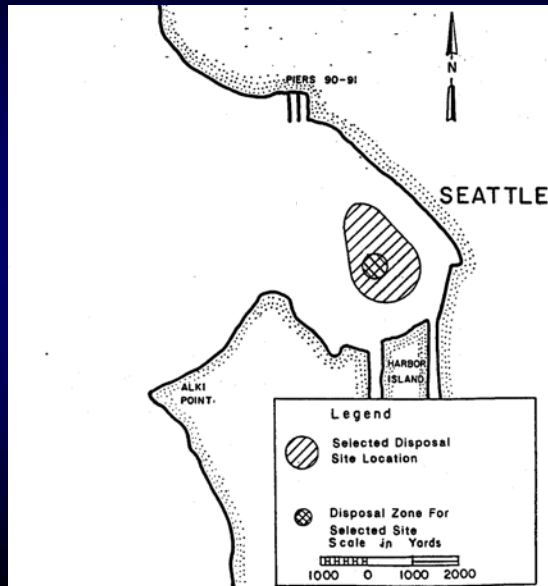 PIERS 90-91
N
SEATTLE
ALKI
POINT.
HARBOR
ISLAND
Legend
Selected Disposal
Site Location
Disposal Zone For
Selected Site
Scale in Yards
1000 0 1000 2000